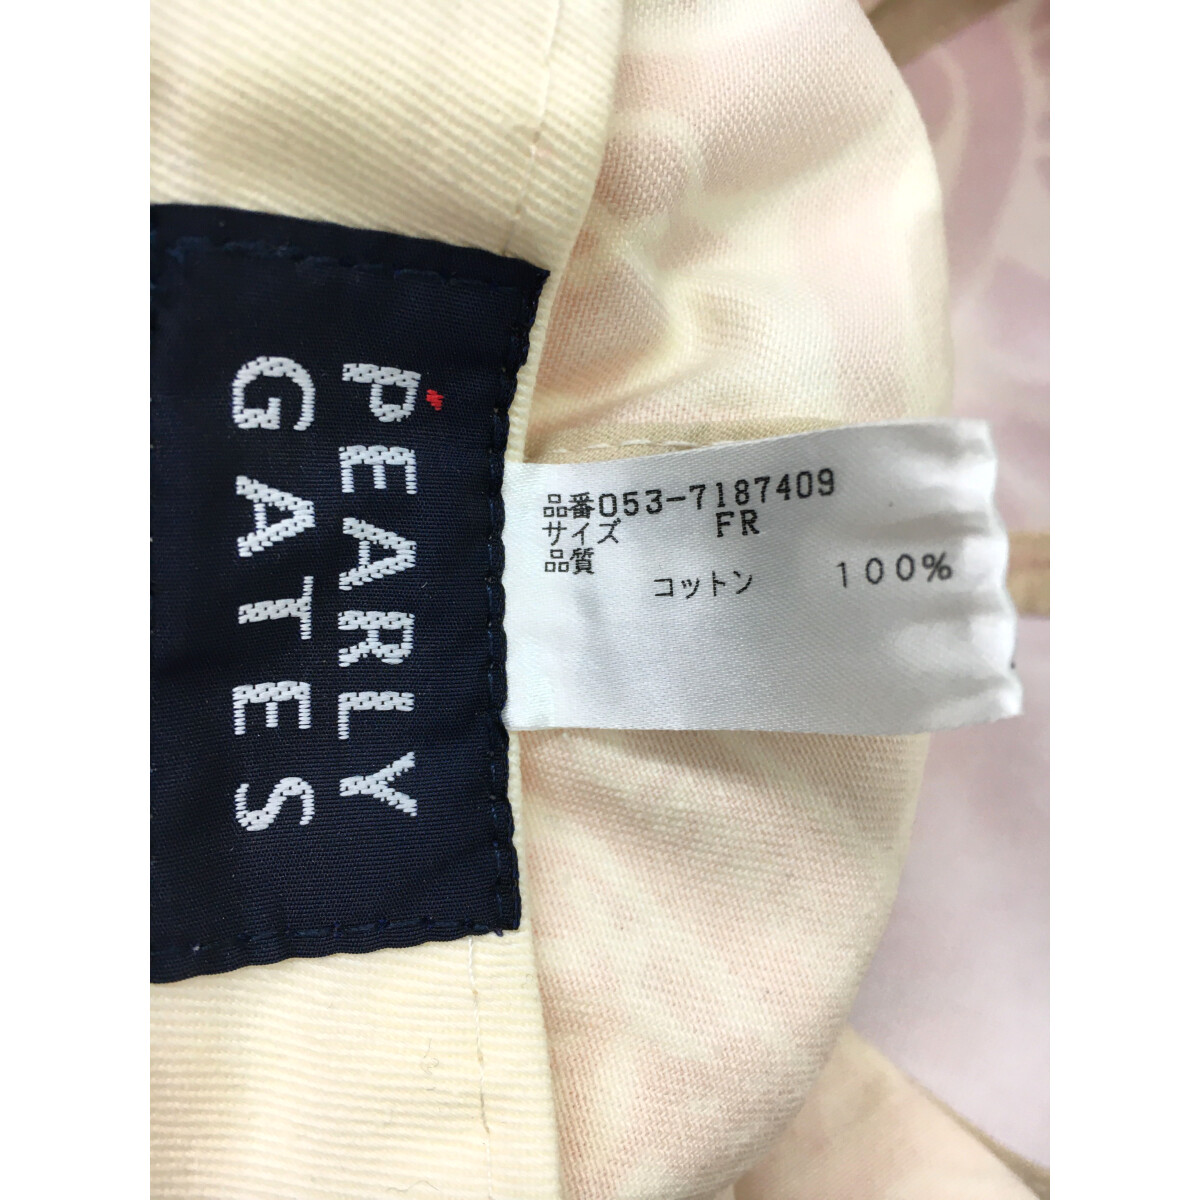 PEARLY
GATES
品番053-7187409
サイズ FR
品質
コットン 100%